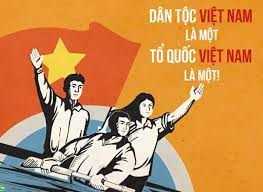 DÂN TỘC VIỆT NAM
LÀ MỘT
TỔ QUỐC VIỆT NAM
LÀ MỘT!